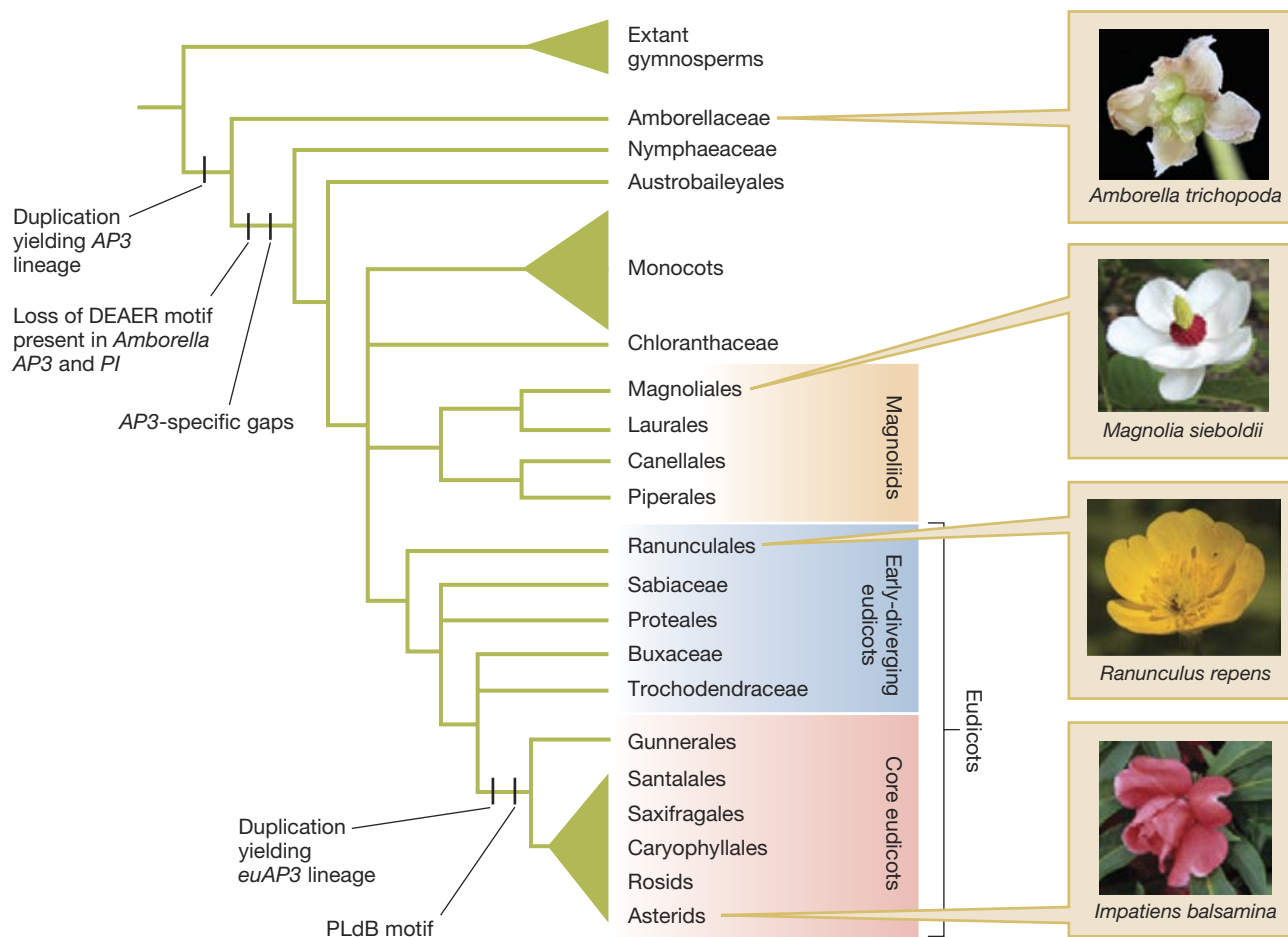 Extant
gymnosperms
Amborellaceae
Nymphaeaceae
Austrobaileyales
Monocots
Chloranthaceae
Magnoliales
Laurales
Canellales
Piperales
Magnoliids
Ranunculales
Sabiaceae
Proteales
Buxaceae
Trochodendraceae
Early-diverging
eudicots
Gunnerales
Santalales
Saxifragales
Caryophyllales
Rosids
Asterids
Core eudicots
Eudicots
Duplication
yielding AP3
lineage
Loss of DEAER motif
present in Amborella
AP3 and PI
AP3-specific gaps
Duplication
yielding
euAP3 lineage
PLdB motif
Amborella trichopoda
Magnolia sieboldii
Ranunculus repens
Impatiens balsamina